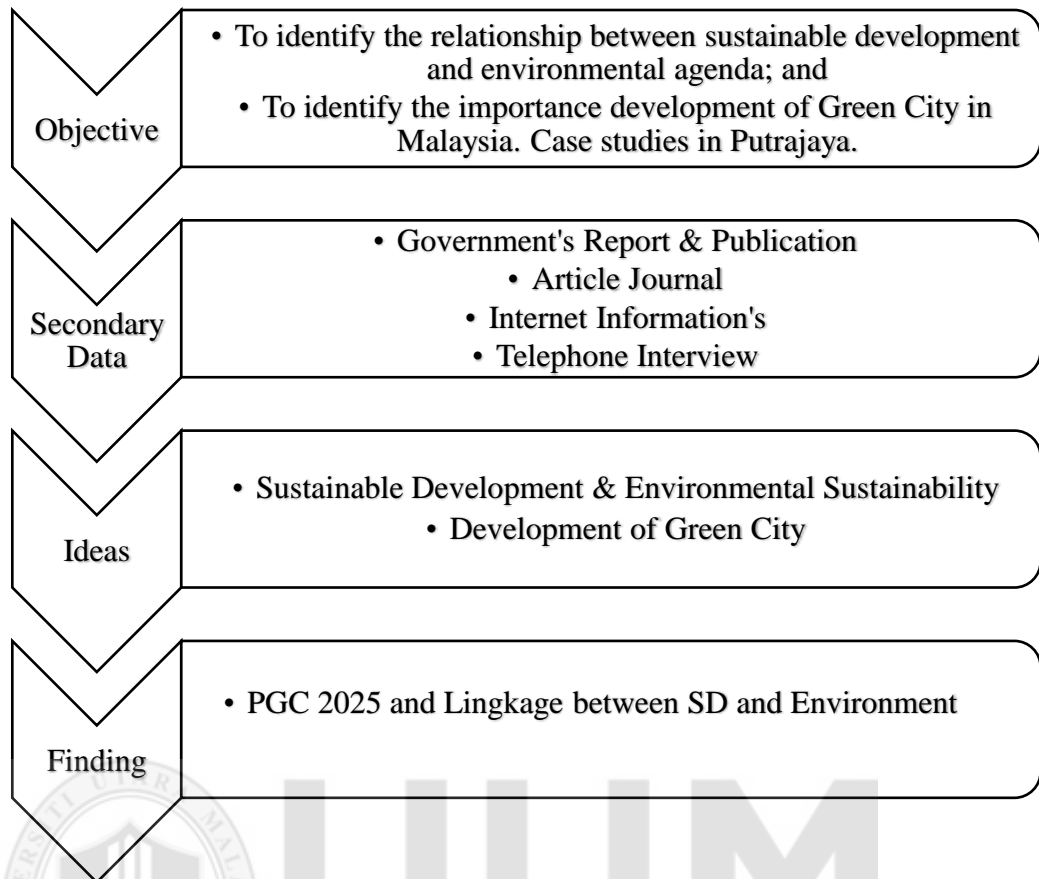 Objective
• To identify the relationship between sustainable development
and environmental agenda; and
• To identify the importance development of Green City in
Malaysia. Case studies in Putrajaya.
Secondary
Data
• Government's Report & Publication
• Article Journal
• Internet Information's
• Telephone Interview
Ideas
• Sustainable Development & Environmental Sustainability
• Development of Green City
Finding
• PGC 2025 and Lingkage between SD and Environment
UUM